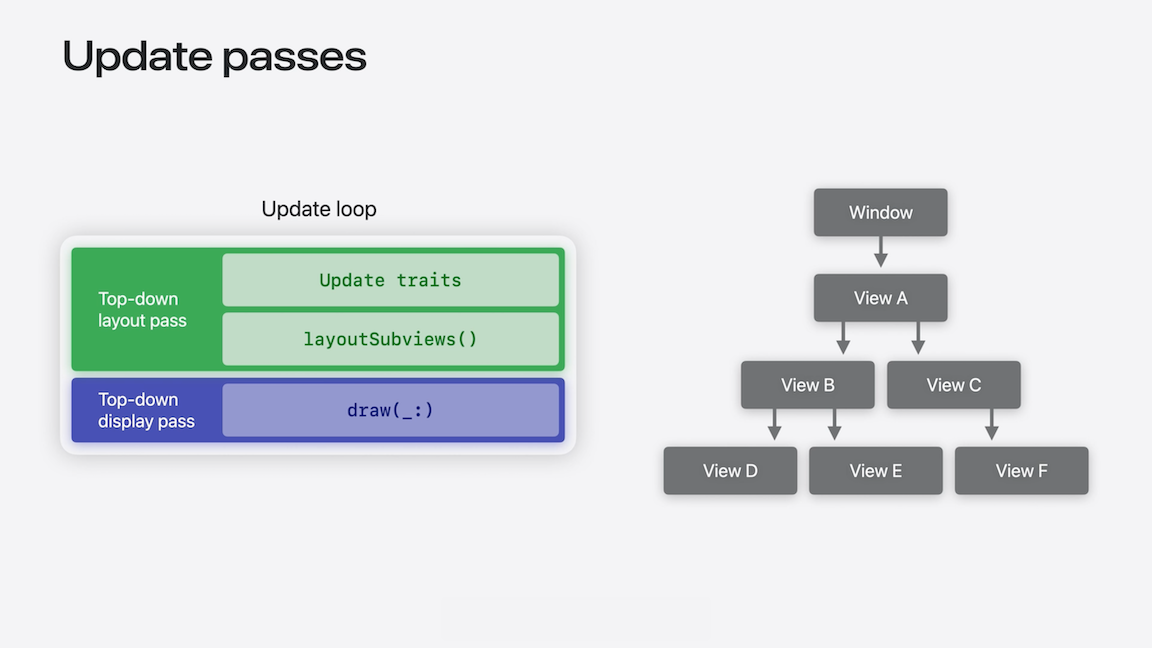 Update passes
Update loop
Top-down
layout pass
Update traits
layoutSubviews()
Top-down
display pass
draw(_:)
Window
View A
View B
View C
View D
View E
View F